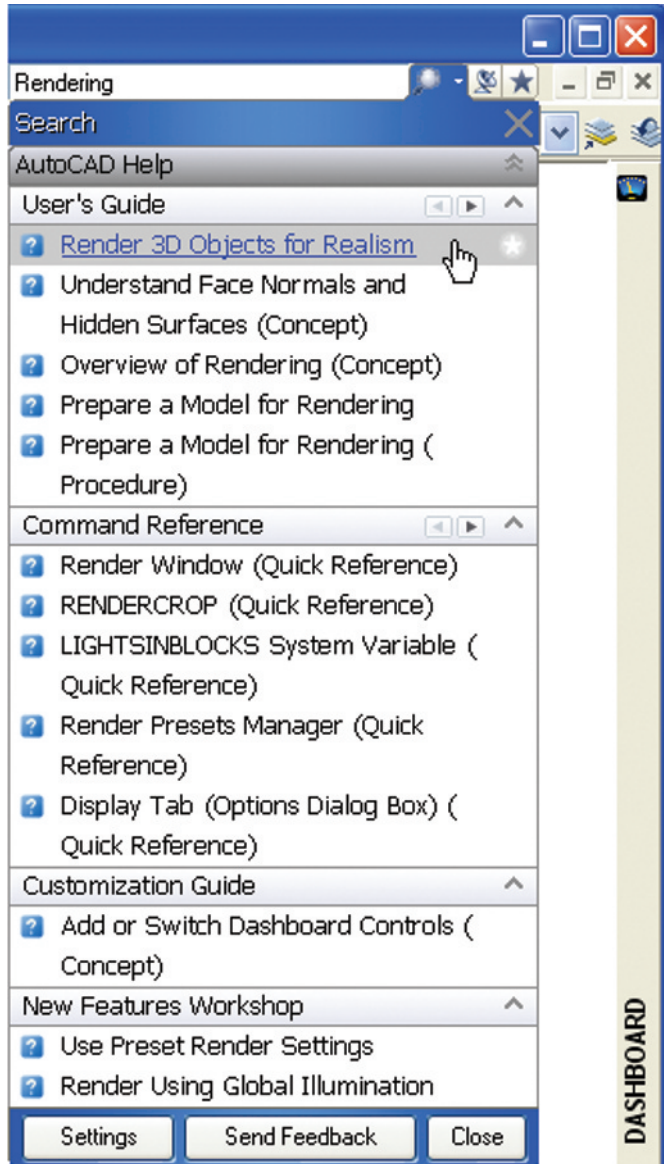 Rendering
Search
AutoCAD Help
User's Guide
Render 3D Objects for Realism
Understand Face Normals and
Hidden Surfaces (Concept)
Overview of Rendering (Concept)
Prepare a Model for Rendering
Prepare a Model for Rendering (
Procedure)
Command Reference
Render Window (Quick Reference)
RENDERCROP (Quick Reference)
LIGHTSINBLOCKS System Variable (
Quick Reference)
Render Presets Manager (Quick
Reference)
Display Tab (Options Dialog Box) (
Quick Reference)
Customization Guide
Add or Switch Dashboard Controls (
Concept)
New Features Workshop
Use Preset Render Settings
Render Using Global Illumination
Settings
Send Feedback
Close
DASHBOARD